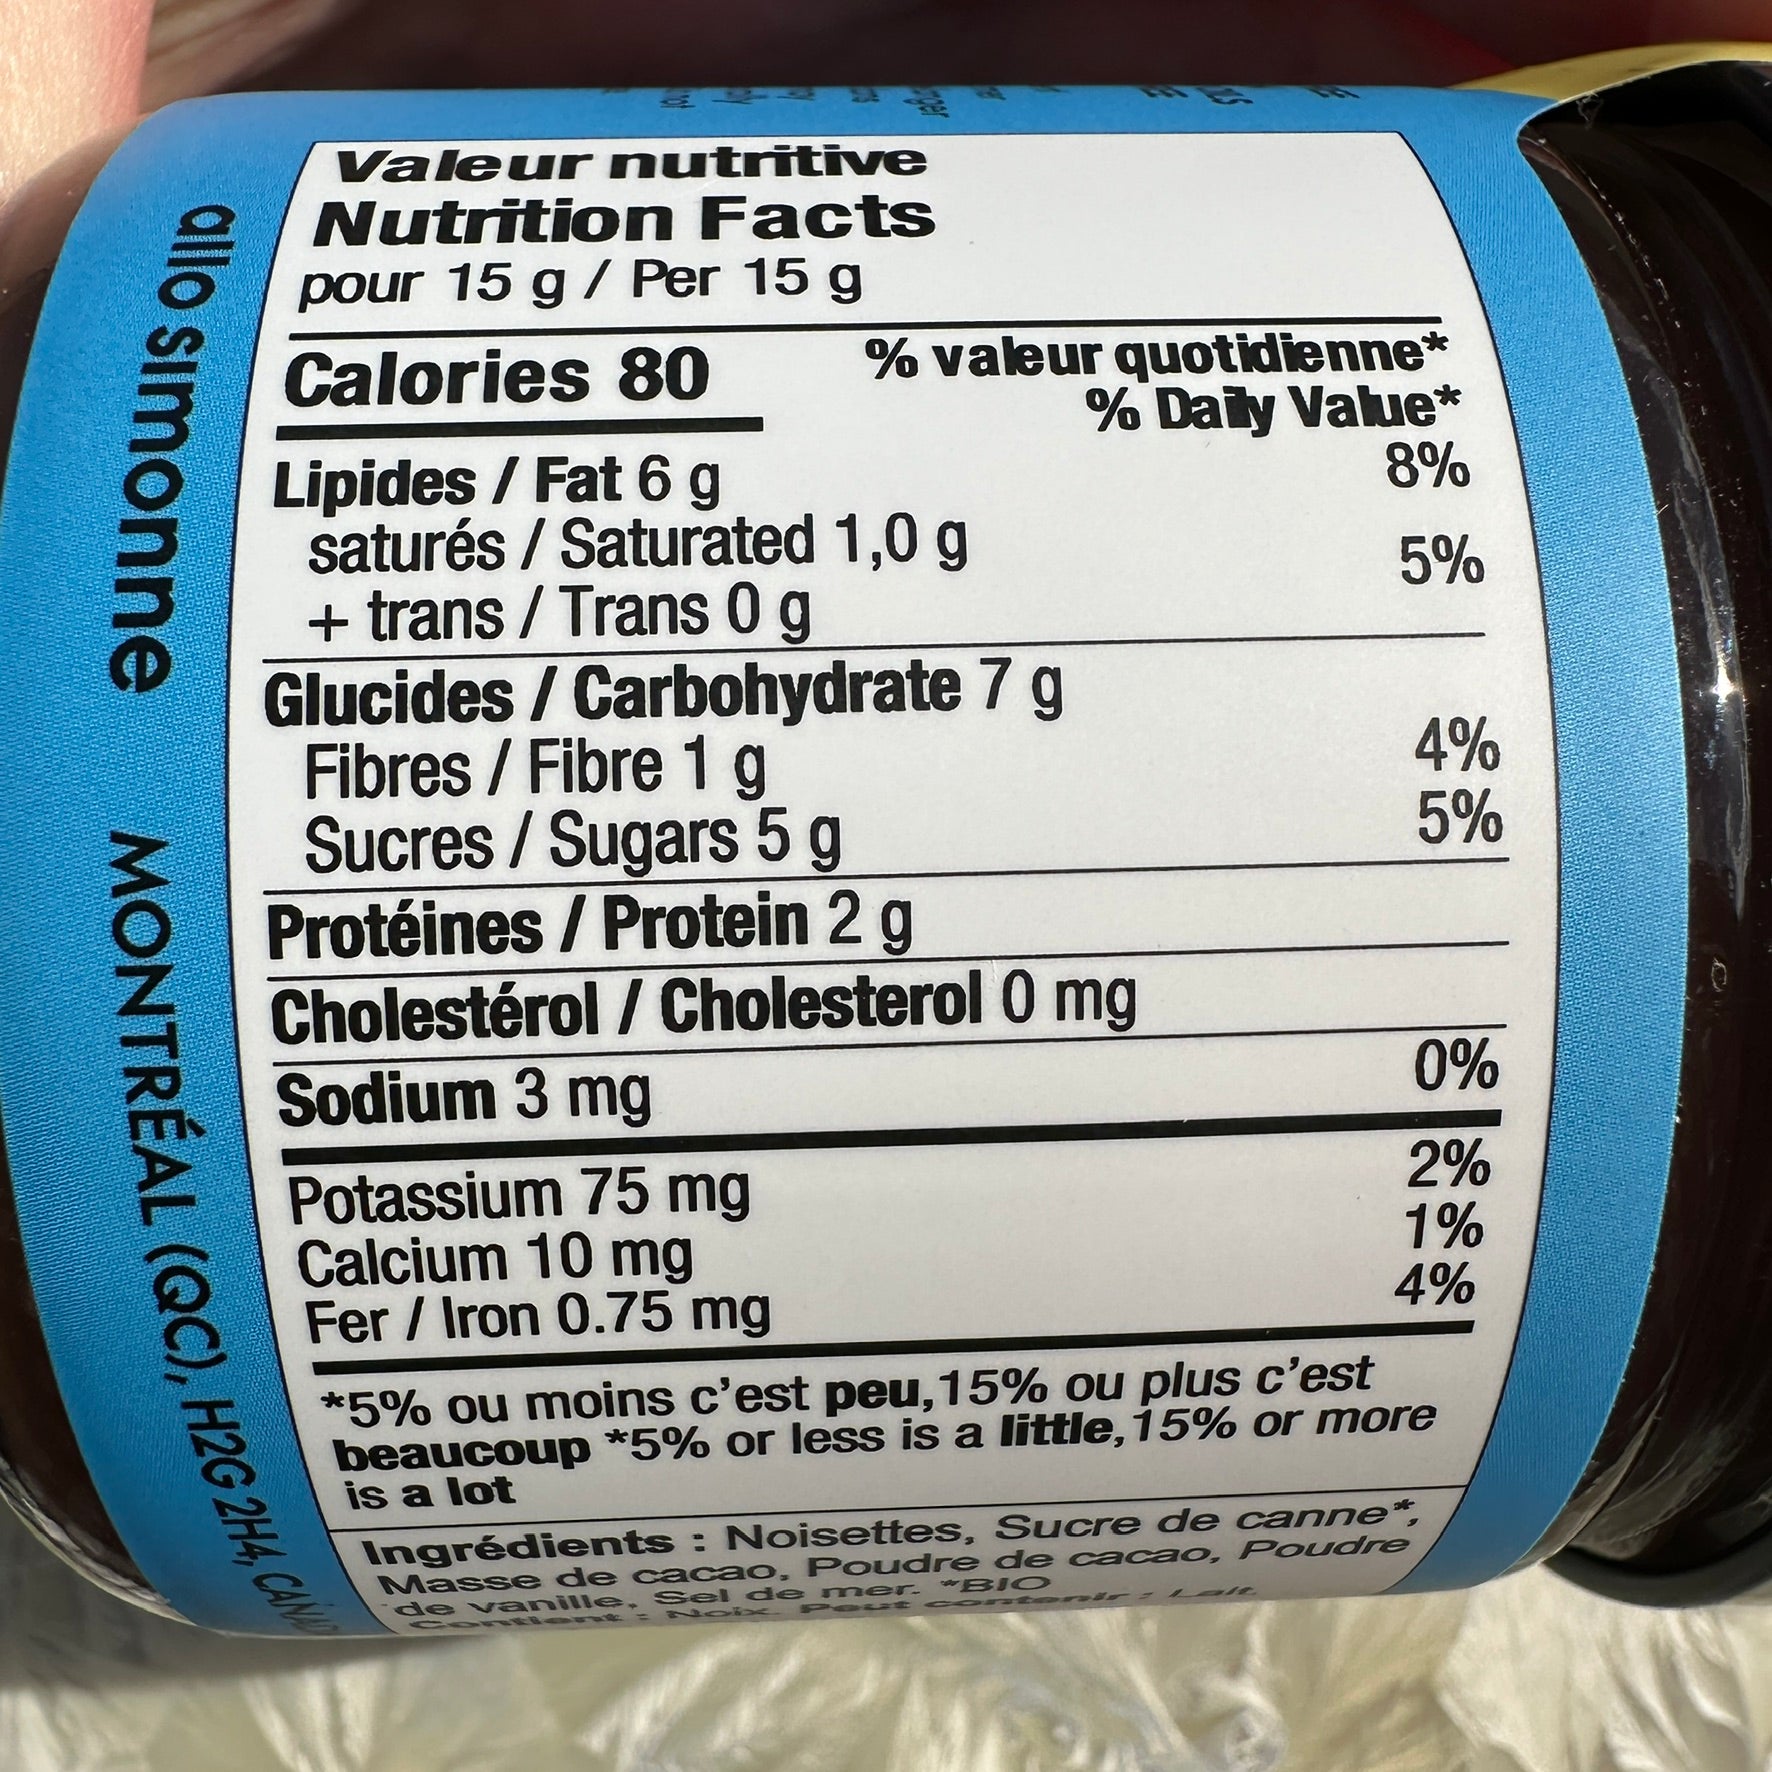 Valeur nutritive
Nutrition Facts
pour 15 g / Per 15 g
Calories 80
% valeur quotidienne*
% Daily Value*
Lipides / Fat 6 g 8%
saturés / Saturated 1,0 g 5%
+ trans / Trans 0 g
Glucides / Carbohydrate 7 g
Fibres / Fibre 1 g 4%
Sucres / Sugars 5 g 5%
Protéines / Protein 2 g
Cholestérol / Cholesterol 0 mg
Sodium 3 mg 0%
Potassium 75 mg 2%
Calcium 10 mg 1%
Fer / Iron 0.75 mg 4%
*5% ou moins c'est peu, 15% ou plus c'est
beaucoup *5% or less is a little, 15% or more
is a lot
Ingrédients : Noisettes, Sucre de canne*,
Masse de cacao, Poudre de cacao, Poudre
de vanille, Sel de mer. *BIO
Contient : Noix. Peut contenir : Lait.
allo simonne MONTRÉAL (QC), H2G 2H4,